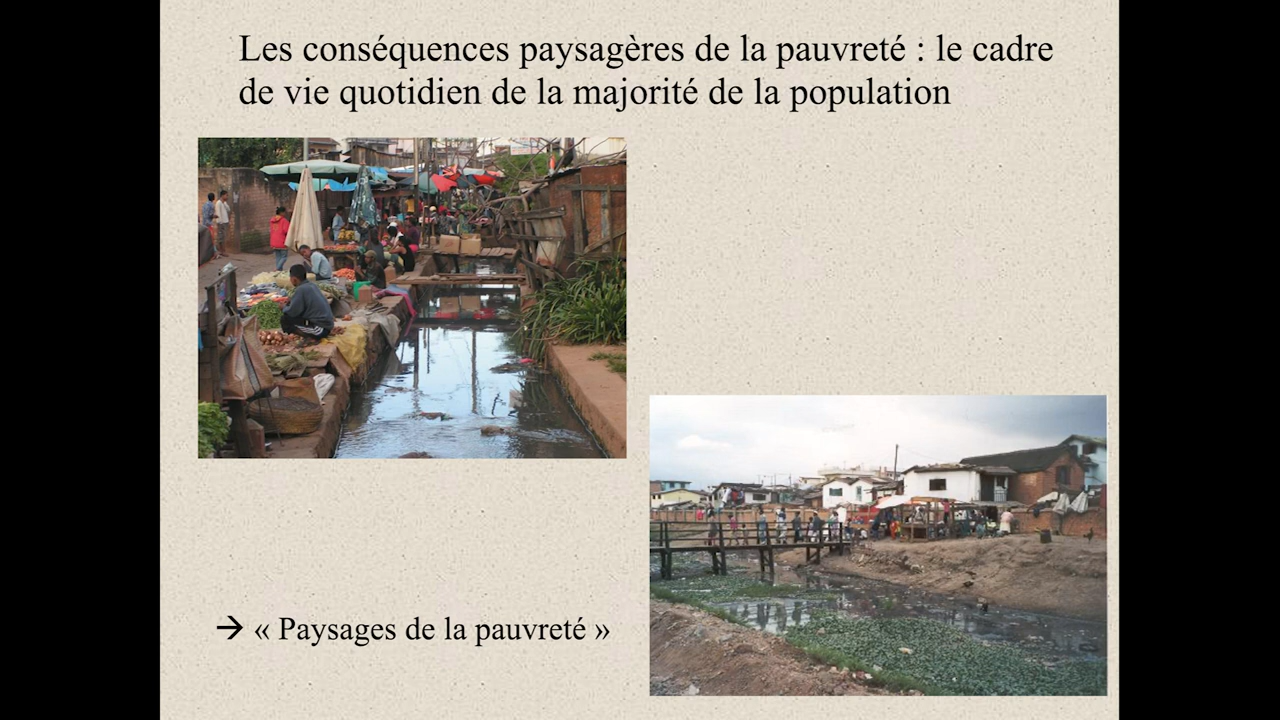 Les conséquences paysagères de la pauvreté : le cadre
de vie quotidien de la majorité de la population
→ « Paysages de la pauvreté »